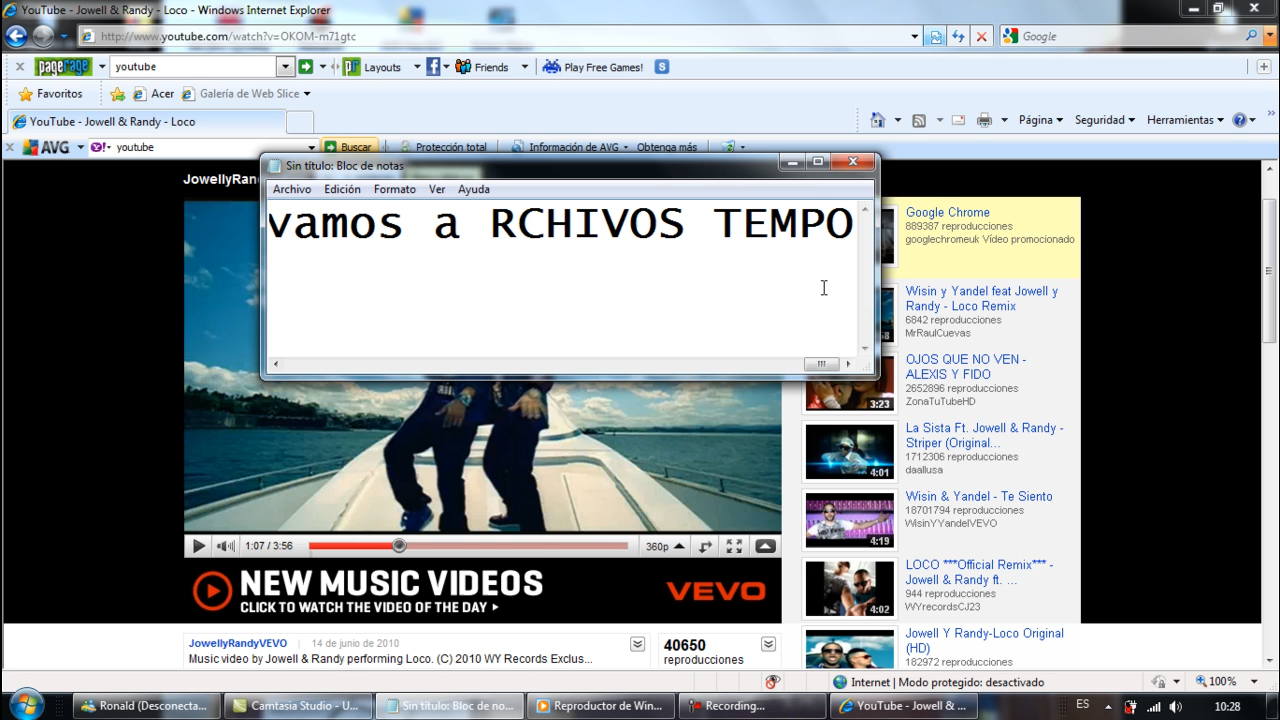 YouTube - Jowell & Randy - Loco - Windows Internet Explorer
http://www.youtube.com/watch?v=OKOM-m71gtc
Google
pagerage
youtube
Layouts
Friends
Play Free Games!
Favoritos
Acer
Galería de Web Slice
YouTube - Jowell & Randy - Loco
Página
Seguridad
Herramientas
AVG
Y!
youtube
Buscar
Protección total
Información de AVG
Obtenga más
Sin título: Bloc de notas
Archivo Edición Formato Ver Ayuda
vamos a RCHIVOS TEMPO
JowellyRan
Google Chrome
889387 reproducciones
googlechromeuk Vídeo promocionado
Wisin y Yandel feat Jowell y
Randy - Loco Remix
6842 reproducciones
MrRaulCuevas
OJOS QUE NO VEN -
ALEXIS Y FIDO
2652896 reproducciones
ZonaTuTubeHD
3:23
La Sista Ft. Jowell & Randy -
Striper (Original...
1712306 reproducciones
daallusa
4:01
Wisin & Yandel - Te Siento
18701794 reproducciones
WisinYYandelVEVO
4:19
LOCO ***Official Remix*** -
Jowell & Randy ft. ...
944 reproducciones
WYrecordsCJ23
4:02
Jowell Y Randy-Loco Original
(HD)
182972 reproducciones
1:07 / 3:56
360p
NEW MUSIC VIDEOS
CLICK TO WATCH THE VIDEO OF THE DAY
VEVO
JowellyRandyVEVO | 14 de junio de 2010
Music video by Jowell & Randy performing Loco. (C) 2010 WY Records Exclus...
40650
reproducciones
Internet | Modo protegido: desactivado
100%
Ronald (Desconecta...
Camtasia Studio - U...
Sin título: Bloc de no...
Reproductor de Win...
Recording...
YouTube - Jowell & ...
ES
10:28